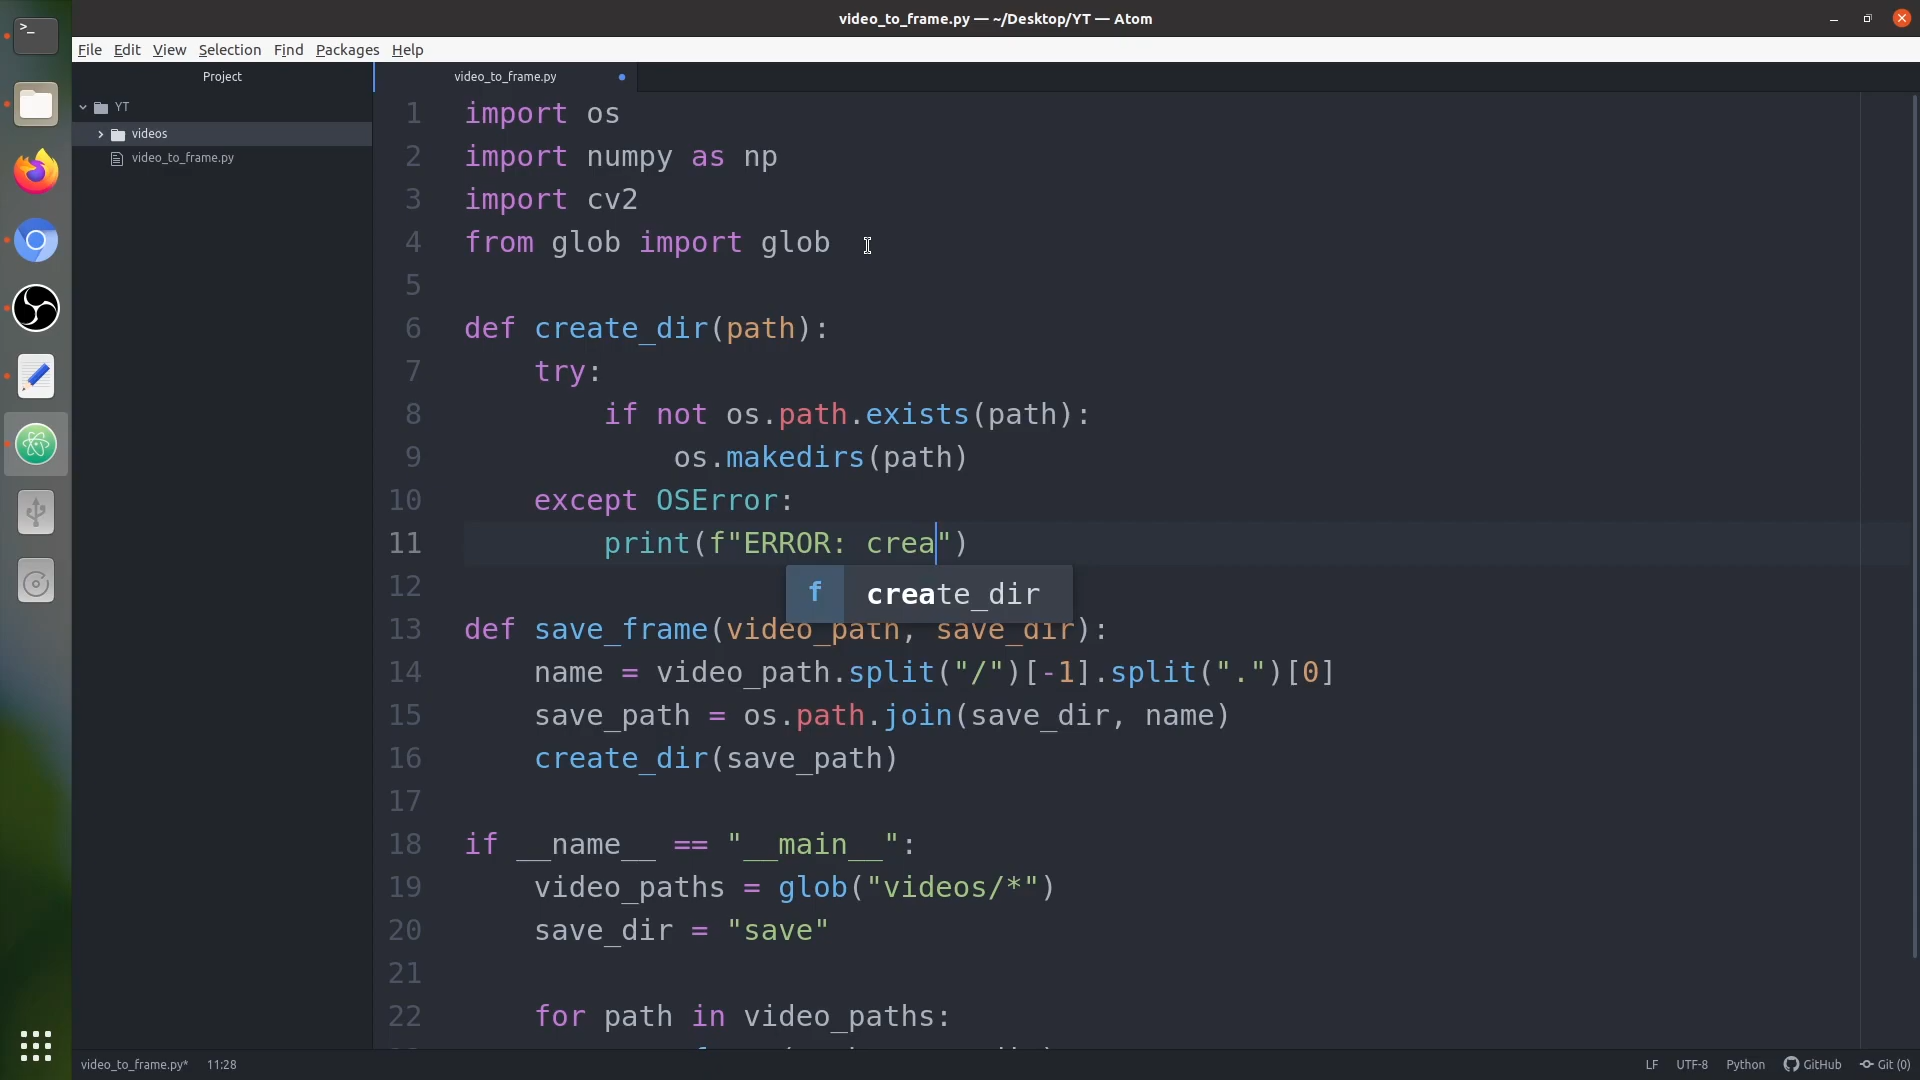 video_to_frame.py — ~/Desktop/YT — Atom
File Edit View Selection Find Packages Help
Project
video_to_frame.py
YT
videos
video_to_frame.py
1 import os
2 import numpy as np
3 import cv2
4 from glob import glob
5
6 def create_dir(path):
7 try:
8 if not os.path.exists(path):
9 os.makedirs(path)
10 except OSError:
11 print(f"ERROR: crea")
12
f create_dir
13 def save_frame(video_path, save_dir):
14 name = video_path.split("/")[-1].split(".")[0]
15 save_path = os.path.join(save_dir, name)
16 create_dir(save_path)
17
18 if __name__ == "__main__":
19 video_paths = glob("videos/*")
20 save_dir = "save"
21
22 for path in video_paths:
video_to_frame.py* 11:28 LF UTF-8 Python GitHub Git (0)